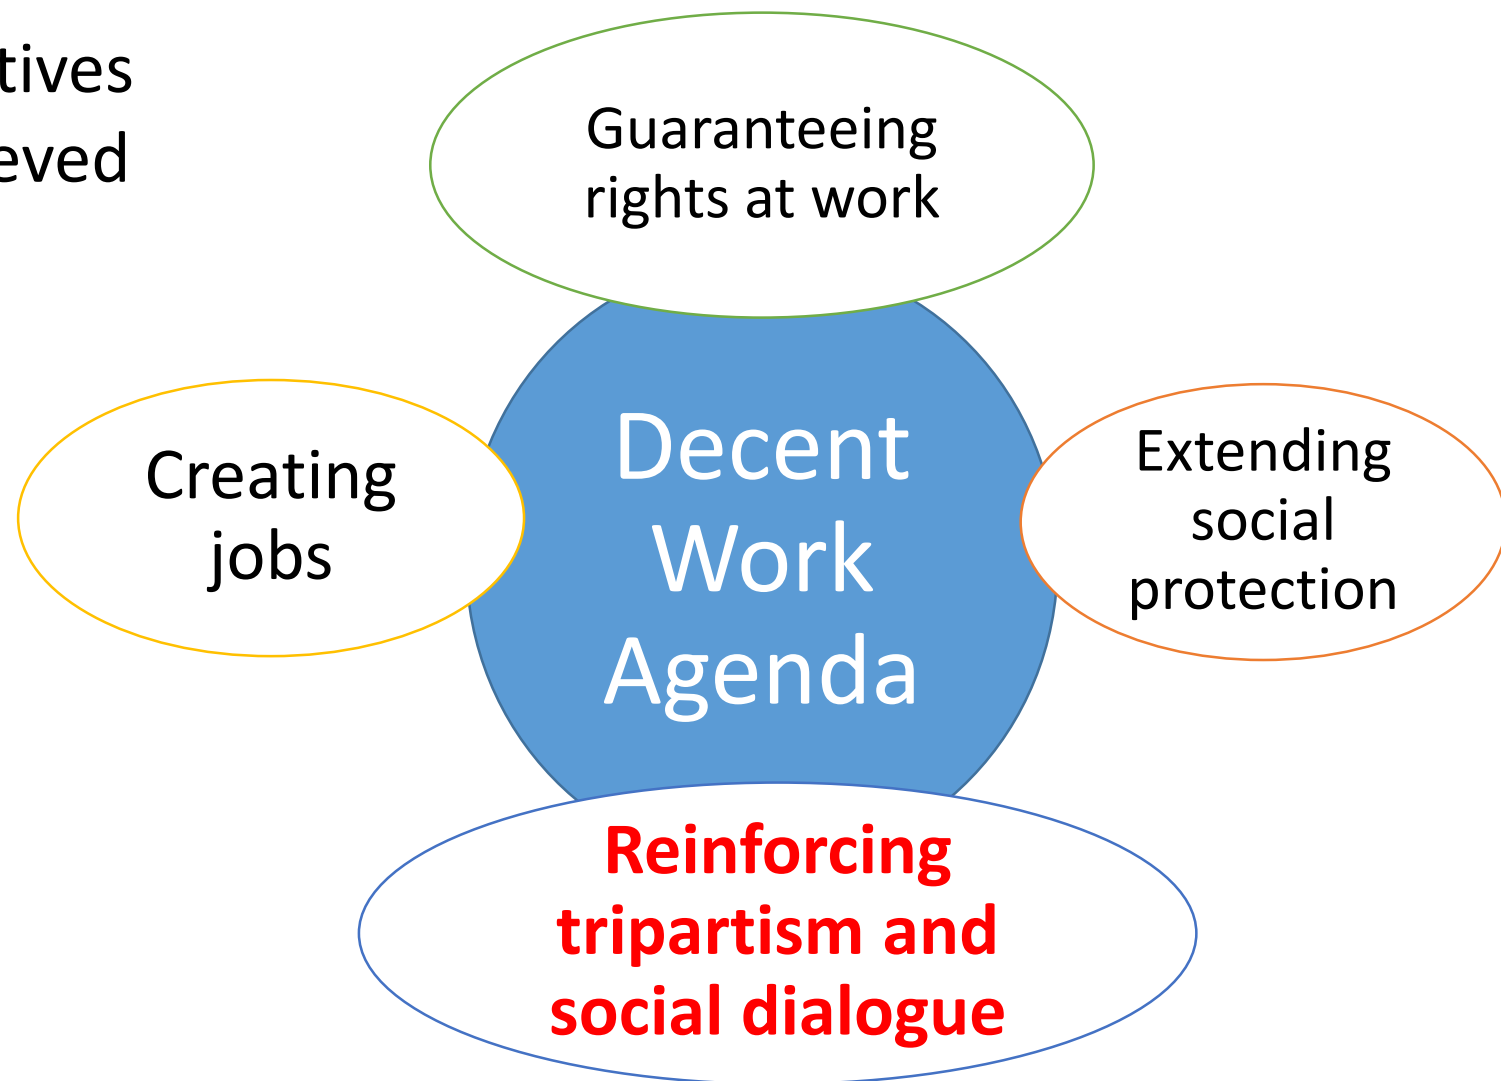 tives
eved
Guaranteeing
rights at work
Creating
jobs
Decent
Work
Agenda
Extending
social
protection
Reinforcing
tripartism and
social dialogue